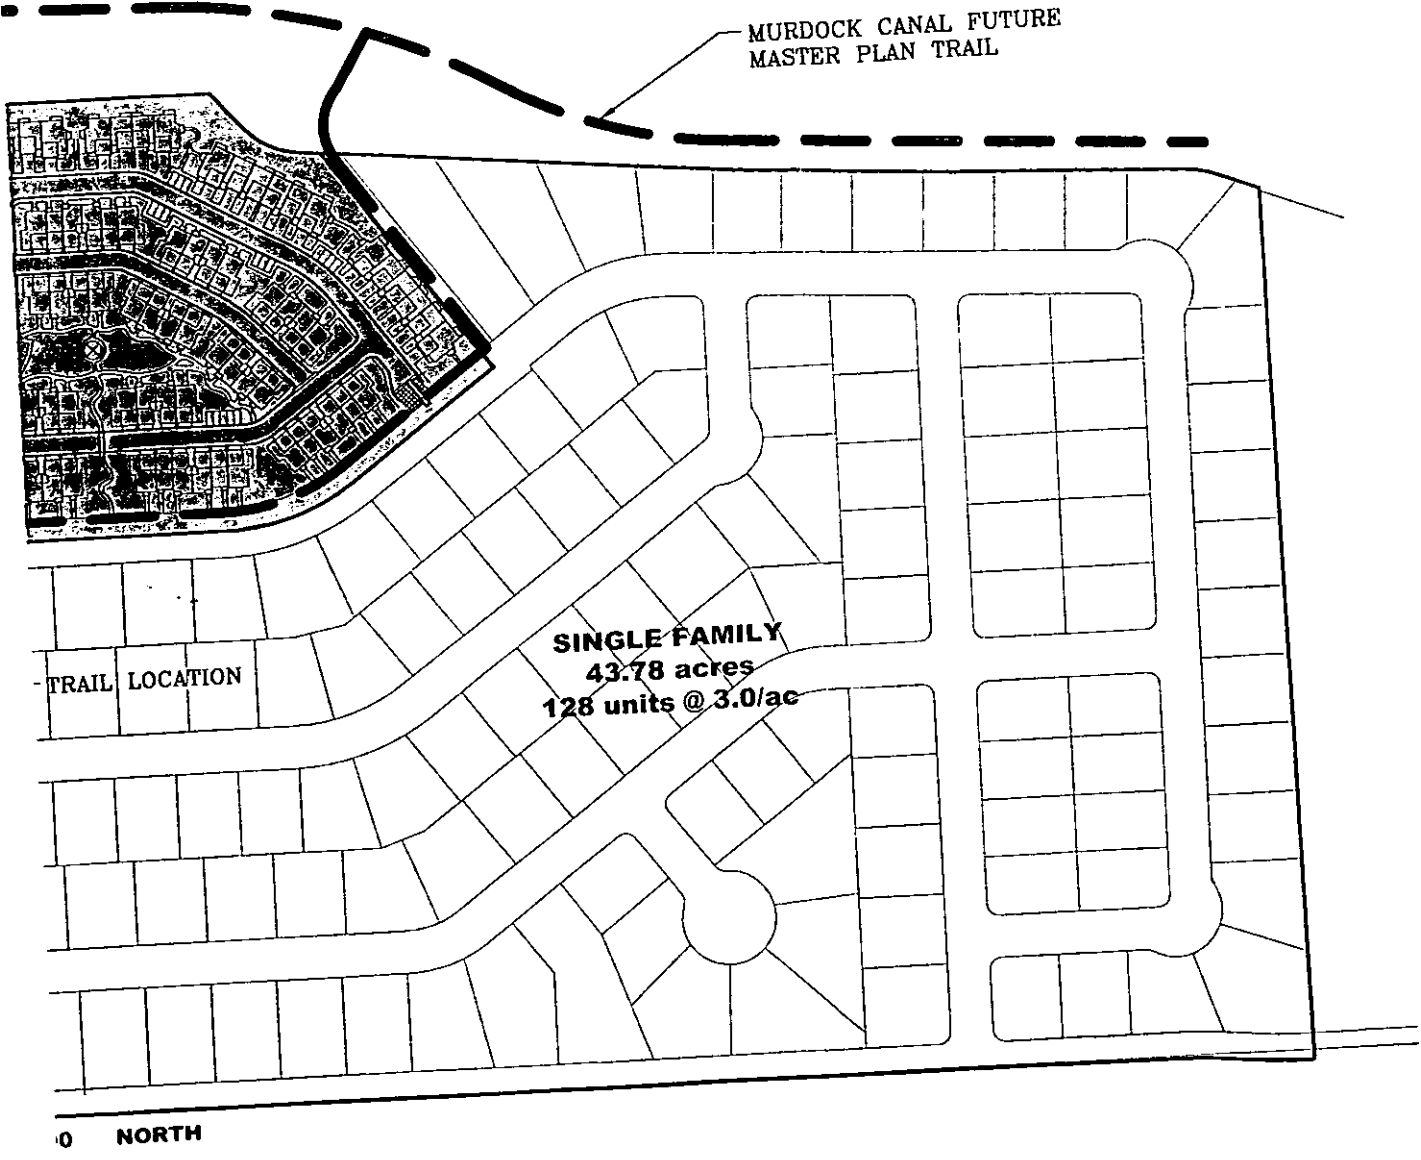 MURDOCK CANAL FUTURE
MASTER PLAN TRAIL
SINGLE FAMILY
43.78 acres
128 units @ 3.0/ac
TRAIL LOCATION
0 NORTH